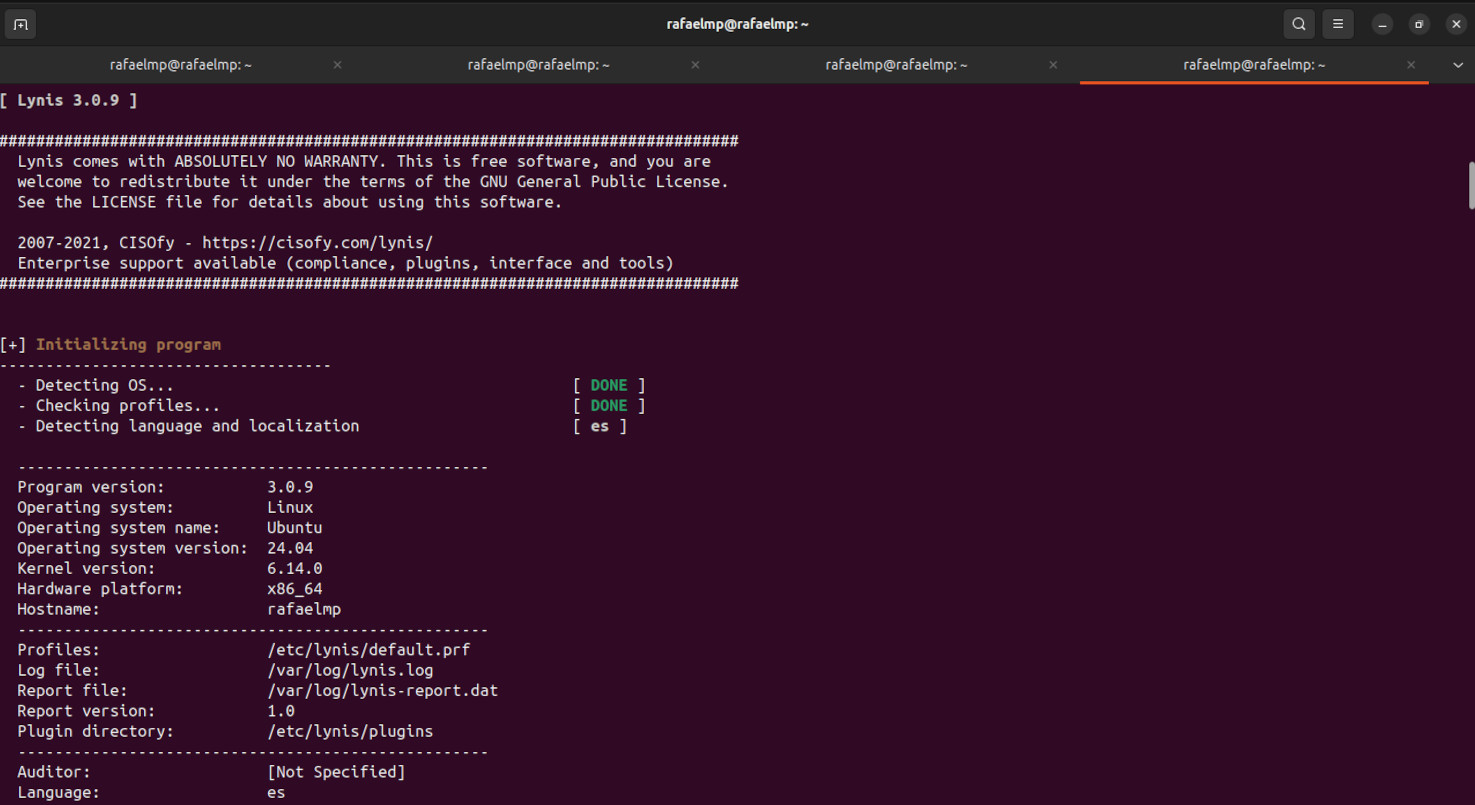 rafaelmp@rafaelmp: ~
rafaelmp@rafaelmp: ~ rafaelmp@rafaelmp: ~ rafaelmp@rafaelmp: ~ rafaelmp@rafaelmp: ~
[ Lynis 3.0.9 ]
################################################################################
Lynis comes with ABSOLUTELY NO WARRANTY. This is free software, and you are
welcome to redistribute it under the terms of the GNU General Public License.
See the LICENSE file for details about using this software.
2007-2021, CISOfy - https://cisofy.com/lynis/
Enterprise support available (compliance, plugins, interface and tools)
################################################################################
[+] Initializing program
------------------------------------
- Detecting OS... [ DONE ]
- Checking profiles... [ DONE ]
- Detecting language and localization [ es ]
---------------------------------------------------
Program version: 3.0.9
Operating system: Linux
Operating system name: Ubuntu
Operating system version: 24.04
Kernel version: 6.14.0
Hardware platform: x86_64
Hostname: rafaelmp
---------------------------------------------------
Profiles: /etc/lynis/default.prf
Log file: /var/log/lynis.log
Report file: /var/log/lynis-report.dat
Report version: 1.0
Plugin directory: /etc/lynis/plugins
---------------------------------------------------
Auditor: [Not Specified]
Language: es